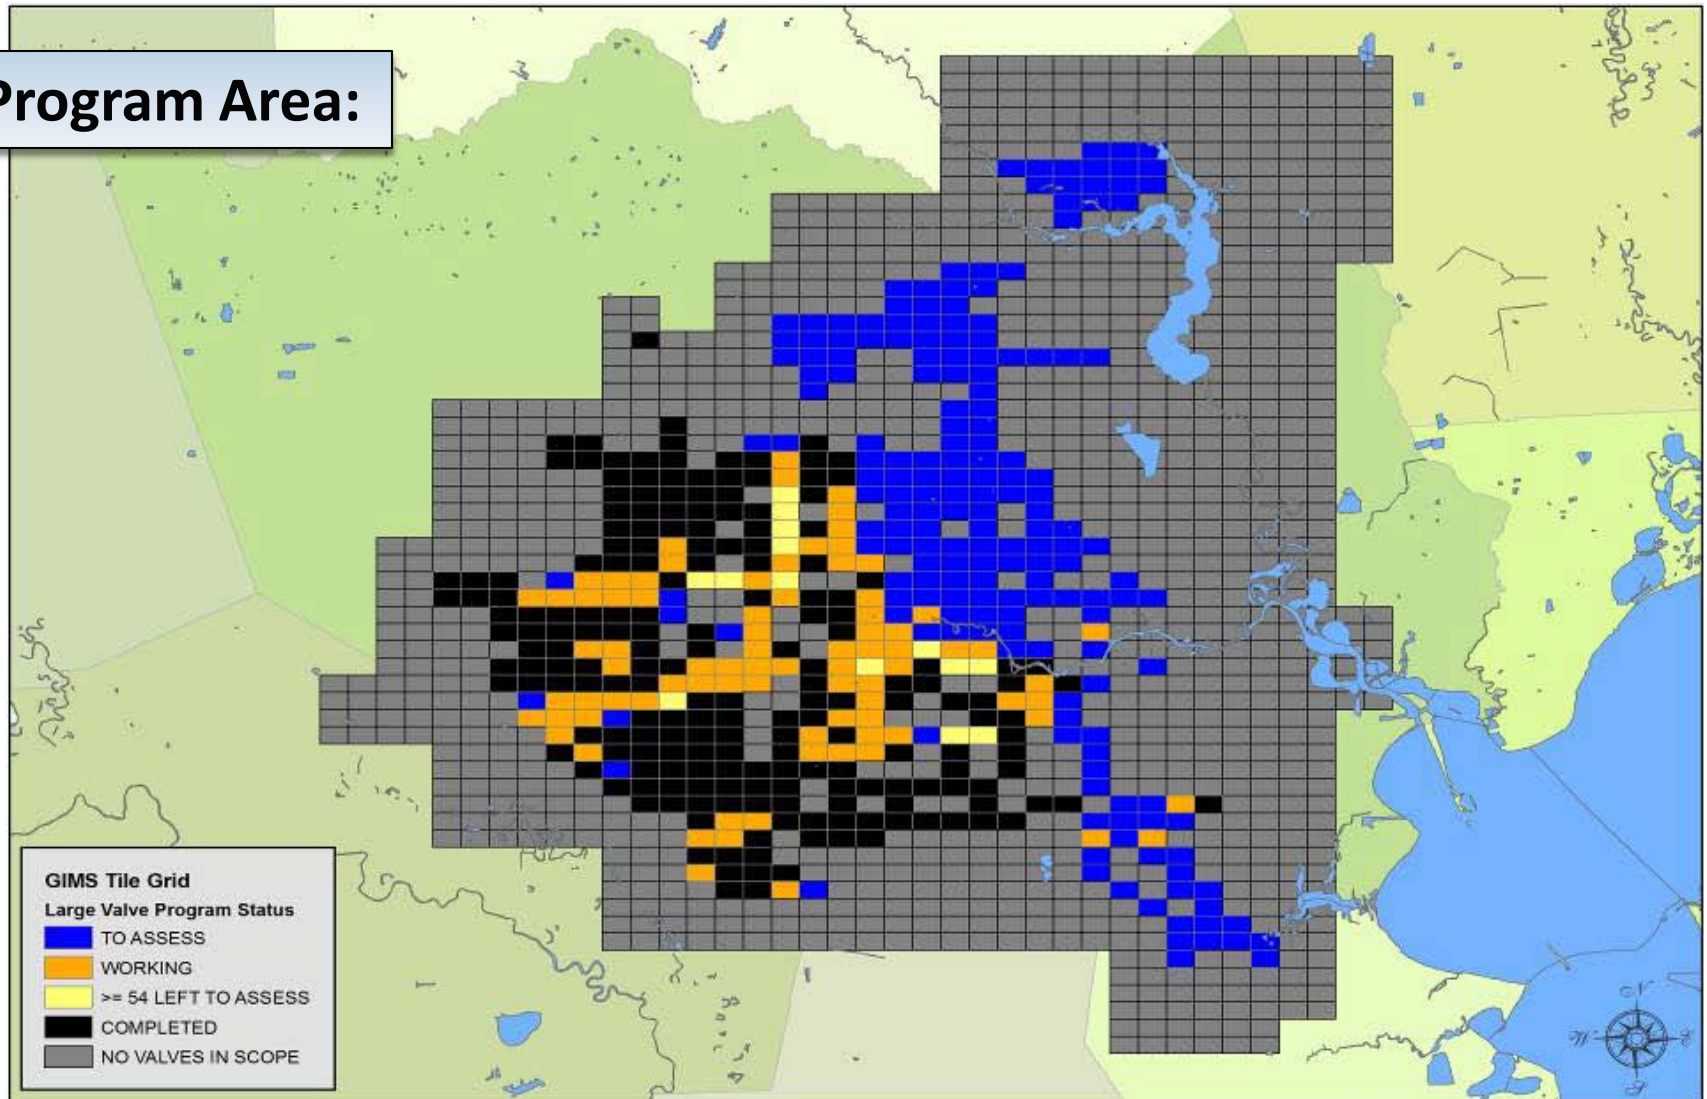 Program Area:
GIMS Tile Grid
Large Valve Program Status
TO ASSESS
WORKING
>= 54 LEFT TO ASSESS
COMPLETED
NO VALVES IN SCOPE
N
W
E
S